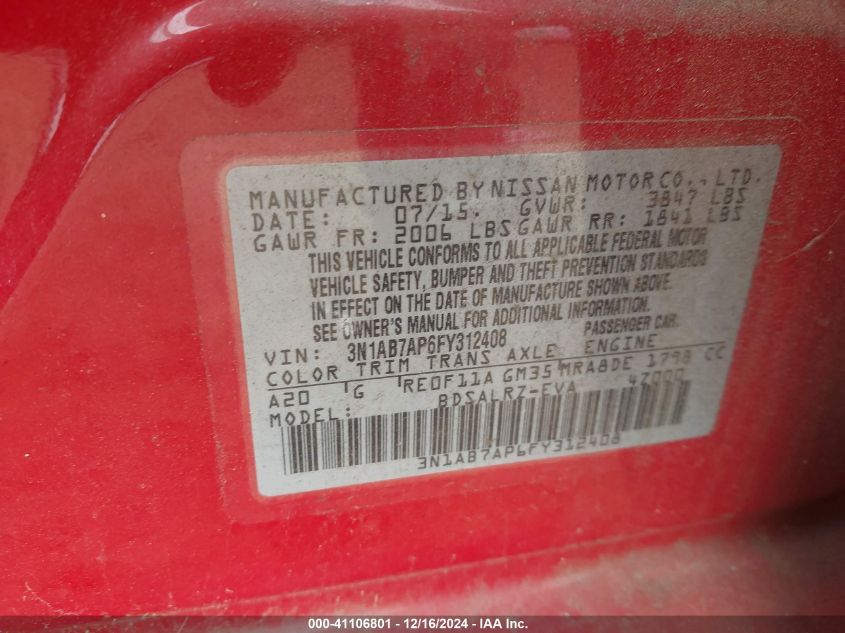 MANUFACTURED BY NISSAN MOTOR CO., LTD.
DATE: 07/15. GVWR: 3847 LBS
GAWR FR: 2006 LBS GAWR RR: 1841 LBS
THIS VEHICLE CONFORMS TO ALL APPLICABLE FEDERAL MOTOR
VEHICLE SAFETY, BUMPER AND THEFT PREVENTION STANDARDS
IN EFFECT ON THE DATE OF MANUFACTURE SHOWN ABOVE.
SEE OWNER'S MANUAL FOR ADDITIONAL INFORMATION.
VIN: 3N1AB7AP6FY312408 PASSENGER CAR
COLOR TRIM TRANS AXLE ENGINE
A20 G RE0F11A GM35 MRA8DE 1798 CC
MODEL: BDSALRZ-EVA 47000
3N1AB7AP6FY312408
000-41106801 - 12/16/2024 - IAA Inc.